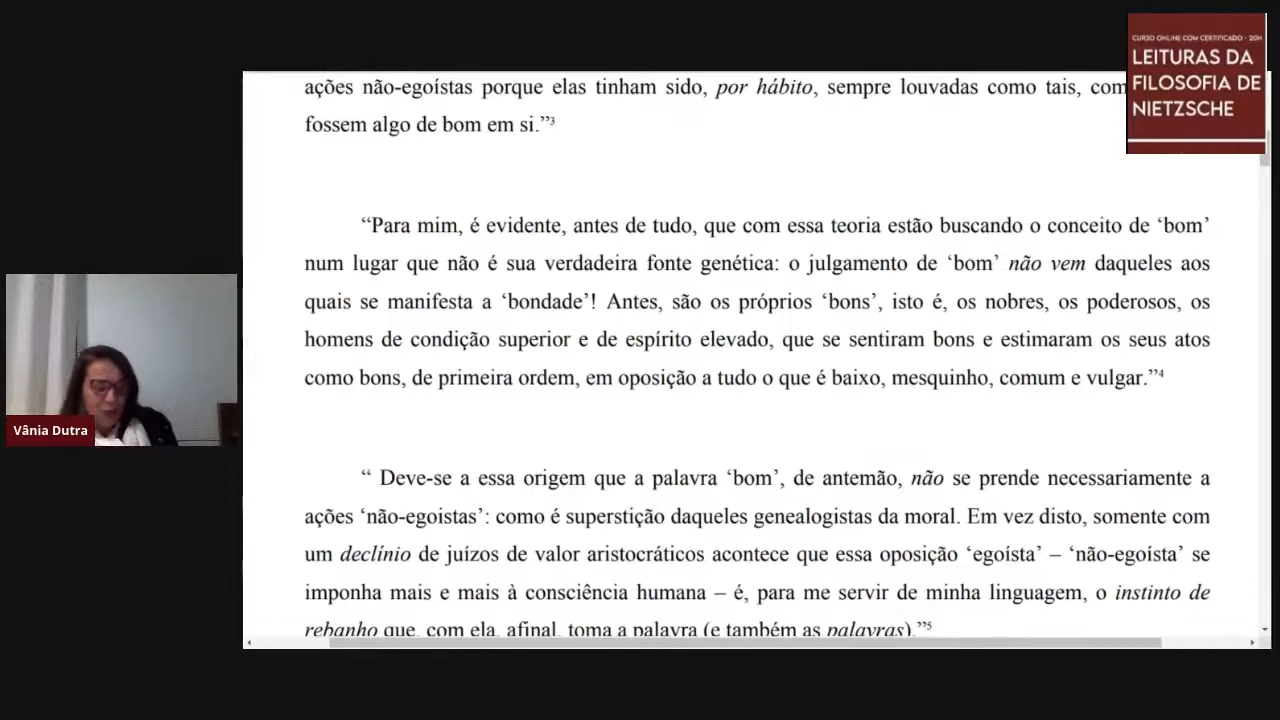 CURSO ONLINE COM CERTIFICADO - 20H
LEITURAS DA
FILOSOFIA DE
NIETZSCHE
ações não-egoístas porque elas tinham sido, por hábito, sempre louvadas como tais, com
fossem algo de bom em si.”³
“Para mim, é evidente, antes de tudo, que com essa teoria estão buscando o conceito de ‘bom’
num lugar que não é sua verdadeira fonte genética: o julgamento de ‘bom’ não vem daqueles aos
quais se manifesta a ‘bondade’! Antes, são os próprios ‘bons’, isto é, os nobres, os poderosos, os
homens de condição superior e de espírito elevado, que se sentiram bons e estimaram os seus atos
como bons, de primeira ordem, em oposição a tudo o que é baixo, mesquinho, comum e vulgar.”⁴
“ Deve-se a essa origem que a palavra ‘bom’, de antemão, não se prende necessariamente a
ações ‘não-egoistas’: como é superstição daqueles genealogistas da moral. Em vez disto, somente com
um declínio de juízos de valor aristocráticos acontece que essa oposição ‘egoísta’ – ‘não-egoísta’ se
imponha mais e mais à consciência humana – é, para me servir de minha linguagem, o instinto de
rebanho que, com ela, afinal, toma a palavra (e também as palavras).”⁵
Vânia Dutra